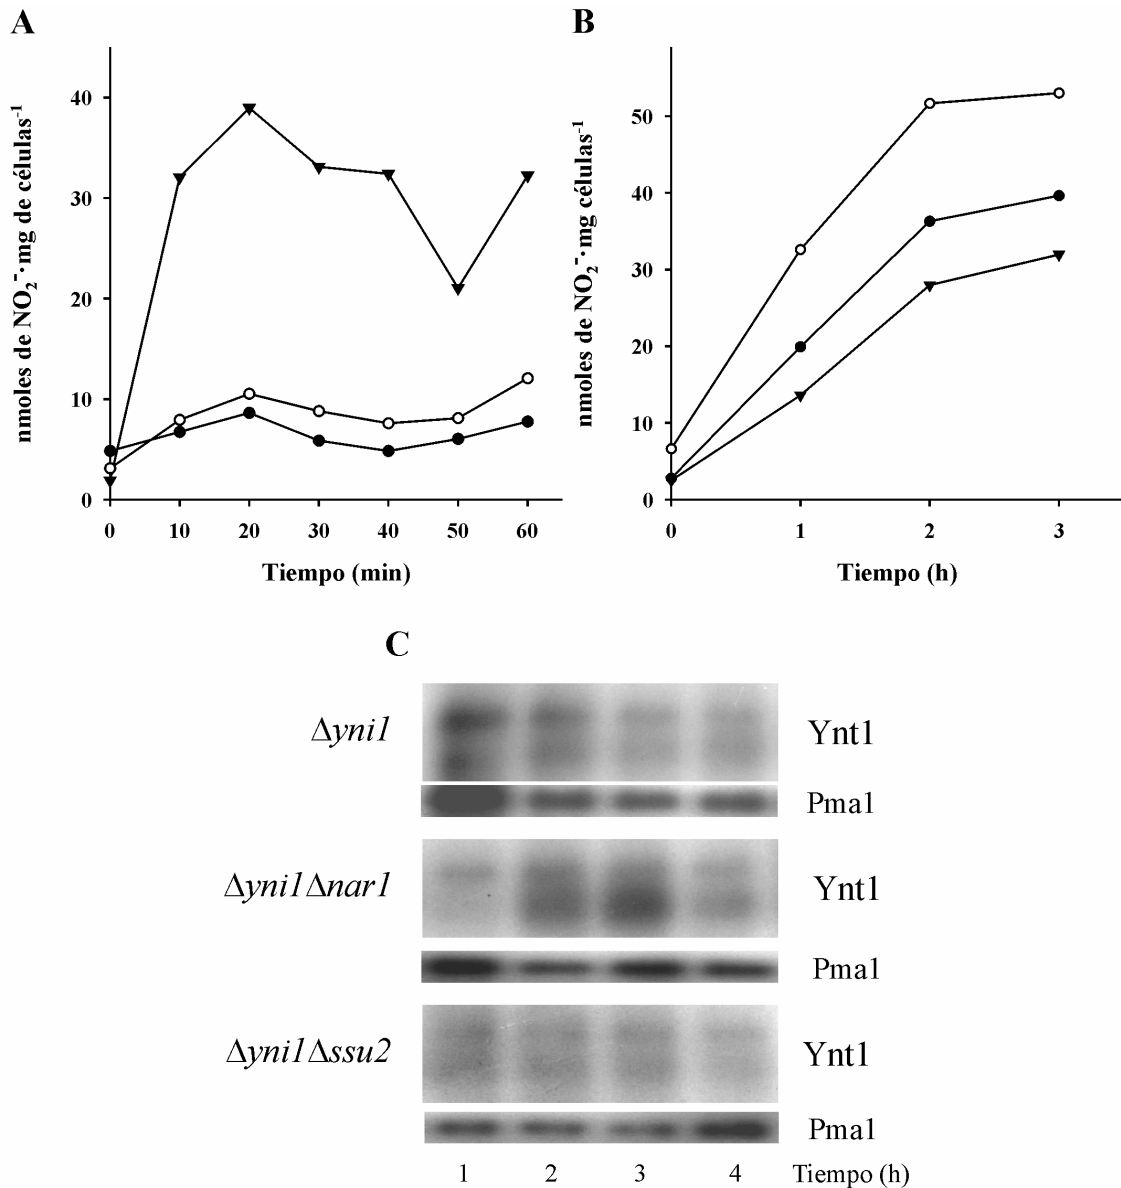 A
nmoles de NO₂⁻·mg de células⁻¹
40
30
20
10
0
0 10 20 30 40 50 60
Tiempo (min)
B
nmoles de NO₂⁻·mg células⁻¹
50
40
30
20
10
0
0 1 2 3
Tiempo (h)
C
Δyni1 Ynt1
Pma1
Δyni1Δnar1 Ynt1
Pma1
Δyni1Δssu2 Ynt1
Pma1
1 2 3 4 Tiempo (h)